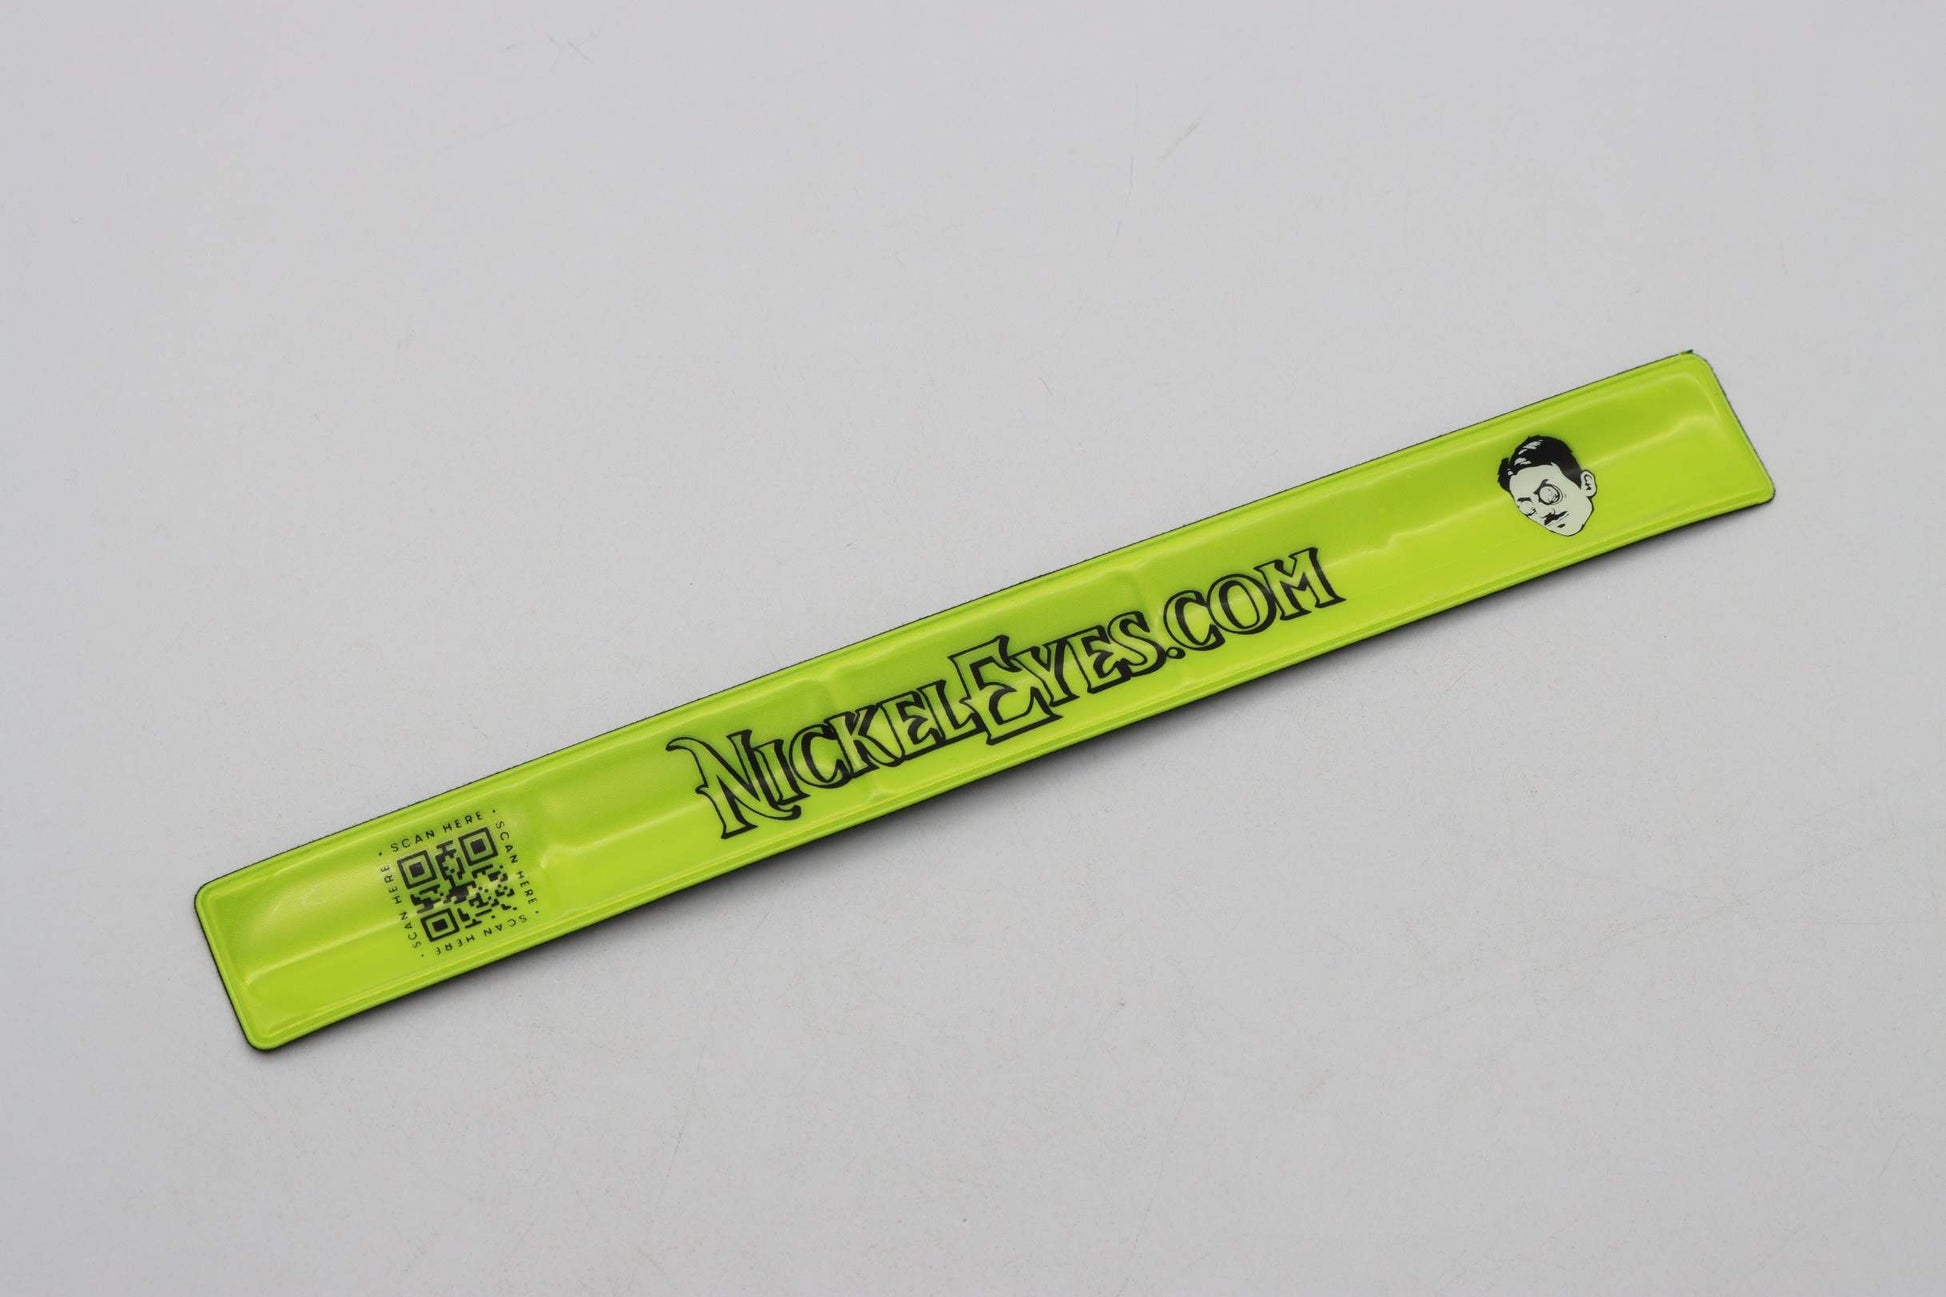 · SCAN HERE ·
SCAN HERE ·
SCAN HERE ·
SCAN HERE
NICKELEYES.COM